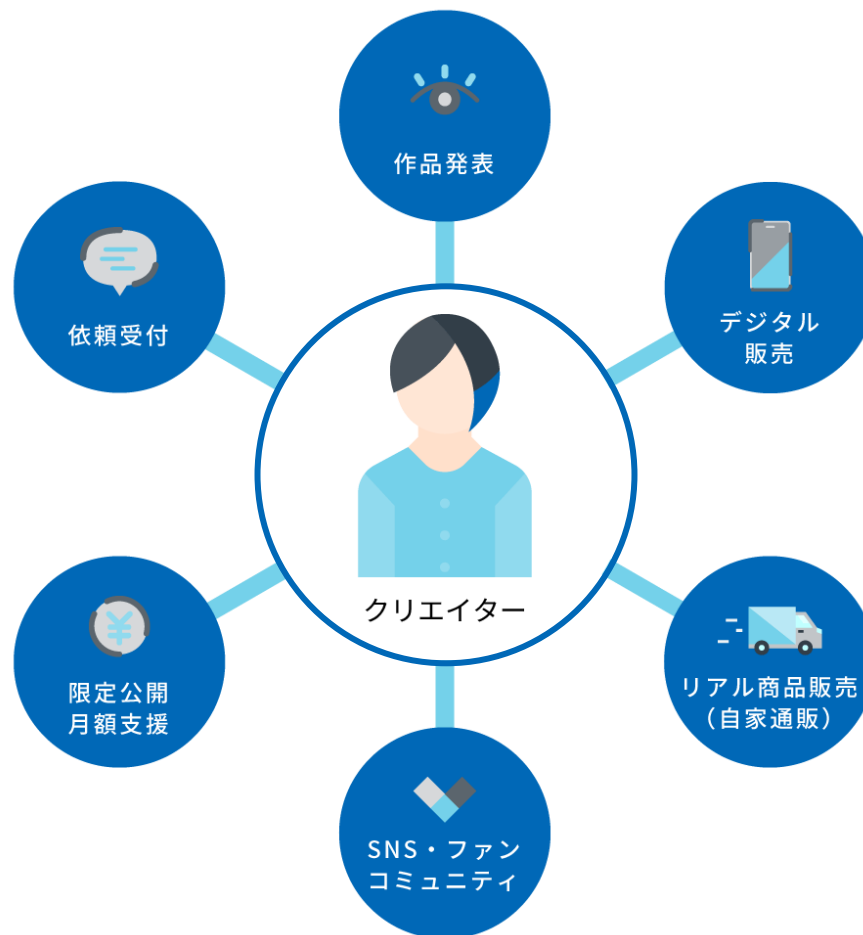 作品発表
依頼受付
デジタル
販売
クリエイター
限定公開
月額支援
リアル商品販売
（自家通販）
SNS・ファン
コミュニティ